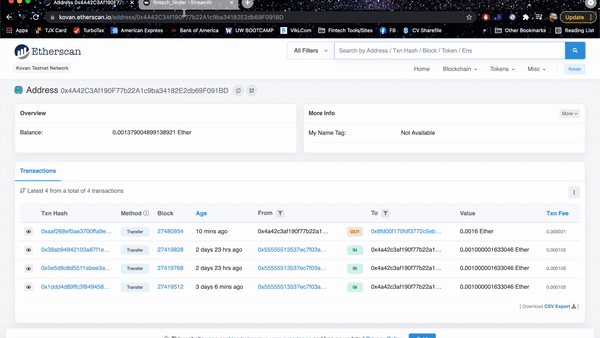 Address 0x4A42C3Af190F77b22A1
fintech_finder · Streamlit
kovan.etherscan.io/address/0x4A42C3Af190F77b22A1c9ba34182E2db69F091BD
Update
Apps TJX Card TurboTax American Express Bank of America UW BOOTCAMP VikiCom Fintech Tools/Sites FB CV Sharefile » Other Bookmarks Reading List
Etherscan
All Filters Search by Address / Txn Hash / Block / Token / Ens
Kovan Testnet Network
Home Blockchain Tokens Misc Kovan
Address 0x4A42C3Af190F77b22A1c9ba34182E2db69F091BD
Overview
Balance: 0.001379004899138921 Ether
More Info More
My Name Tag: Not Available
Transactions
Latest 4 from a total of 4 transactions
Txn Hash Method Block Age From To Value Txn Fee
0xaaf268ef0ae3700ffa9e... Transfer 27480954 10 mins ago 0x4a42c3af190f77b22a1... OUT 0x8fd00f170fdf3772c5eb... 0.0016 Ether 0.000021
0x38ab94842103a87f1e... Transfer 27419828 2 days 23 hrs ago 0x55555513537ec7f03a... IN 0x4a42c3af190f77b22a1... 0.001000001633046 Ether 0.000105
0x5e5d8c6d5511abee3a... Transfer 27419768 2 days 23 hrs ago 0x55555513537ec7f03a... IN 0x4a42c3af190f77b22a1... 0.001000001633046 Ether 0.000105
0x1ddd4d89ffc3f849456... Transfer 27419512 3 days 6 mins ago 0x55555513537ec7f03a... IN 0x4a42c3af190f77b22a1... 0.001000001633046 Ether 0.000105
[ Download CSV Export ]